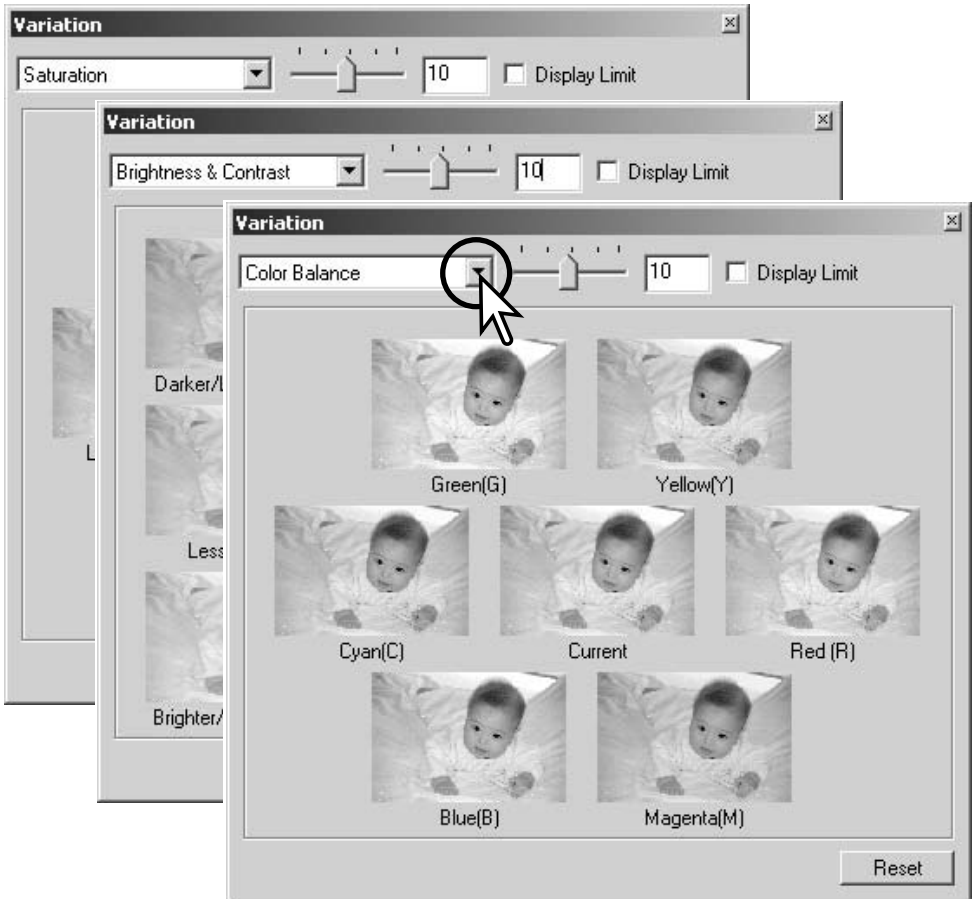 Variation
Saturation 10 Display Limit
Variation
Brightness & Contrast 10 Display Limit
Variation
Color Balance 10 Display Limit
Darker/
Green(G) Yellow(Y)
Less
Cyan(C) Current Red (R)
Brighter/
Blue(B) Magenta(M)
Reset